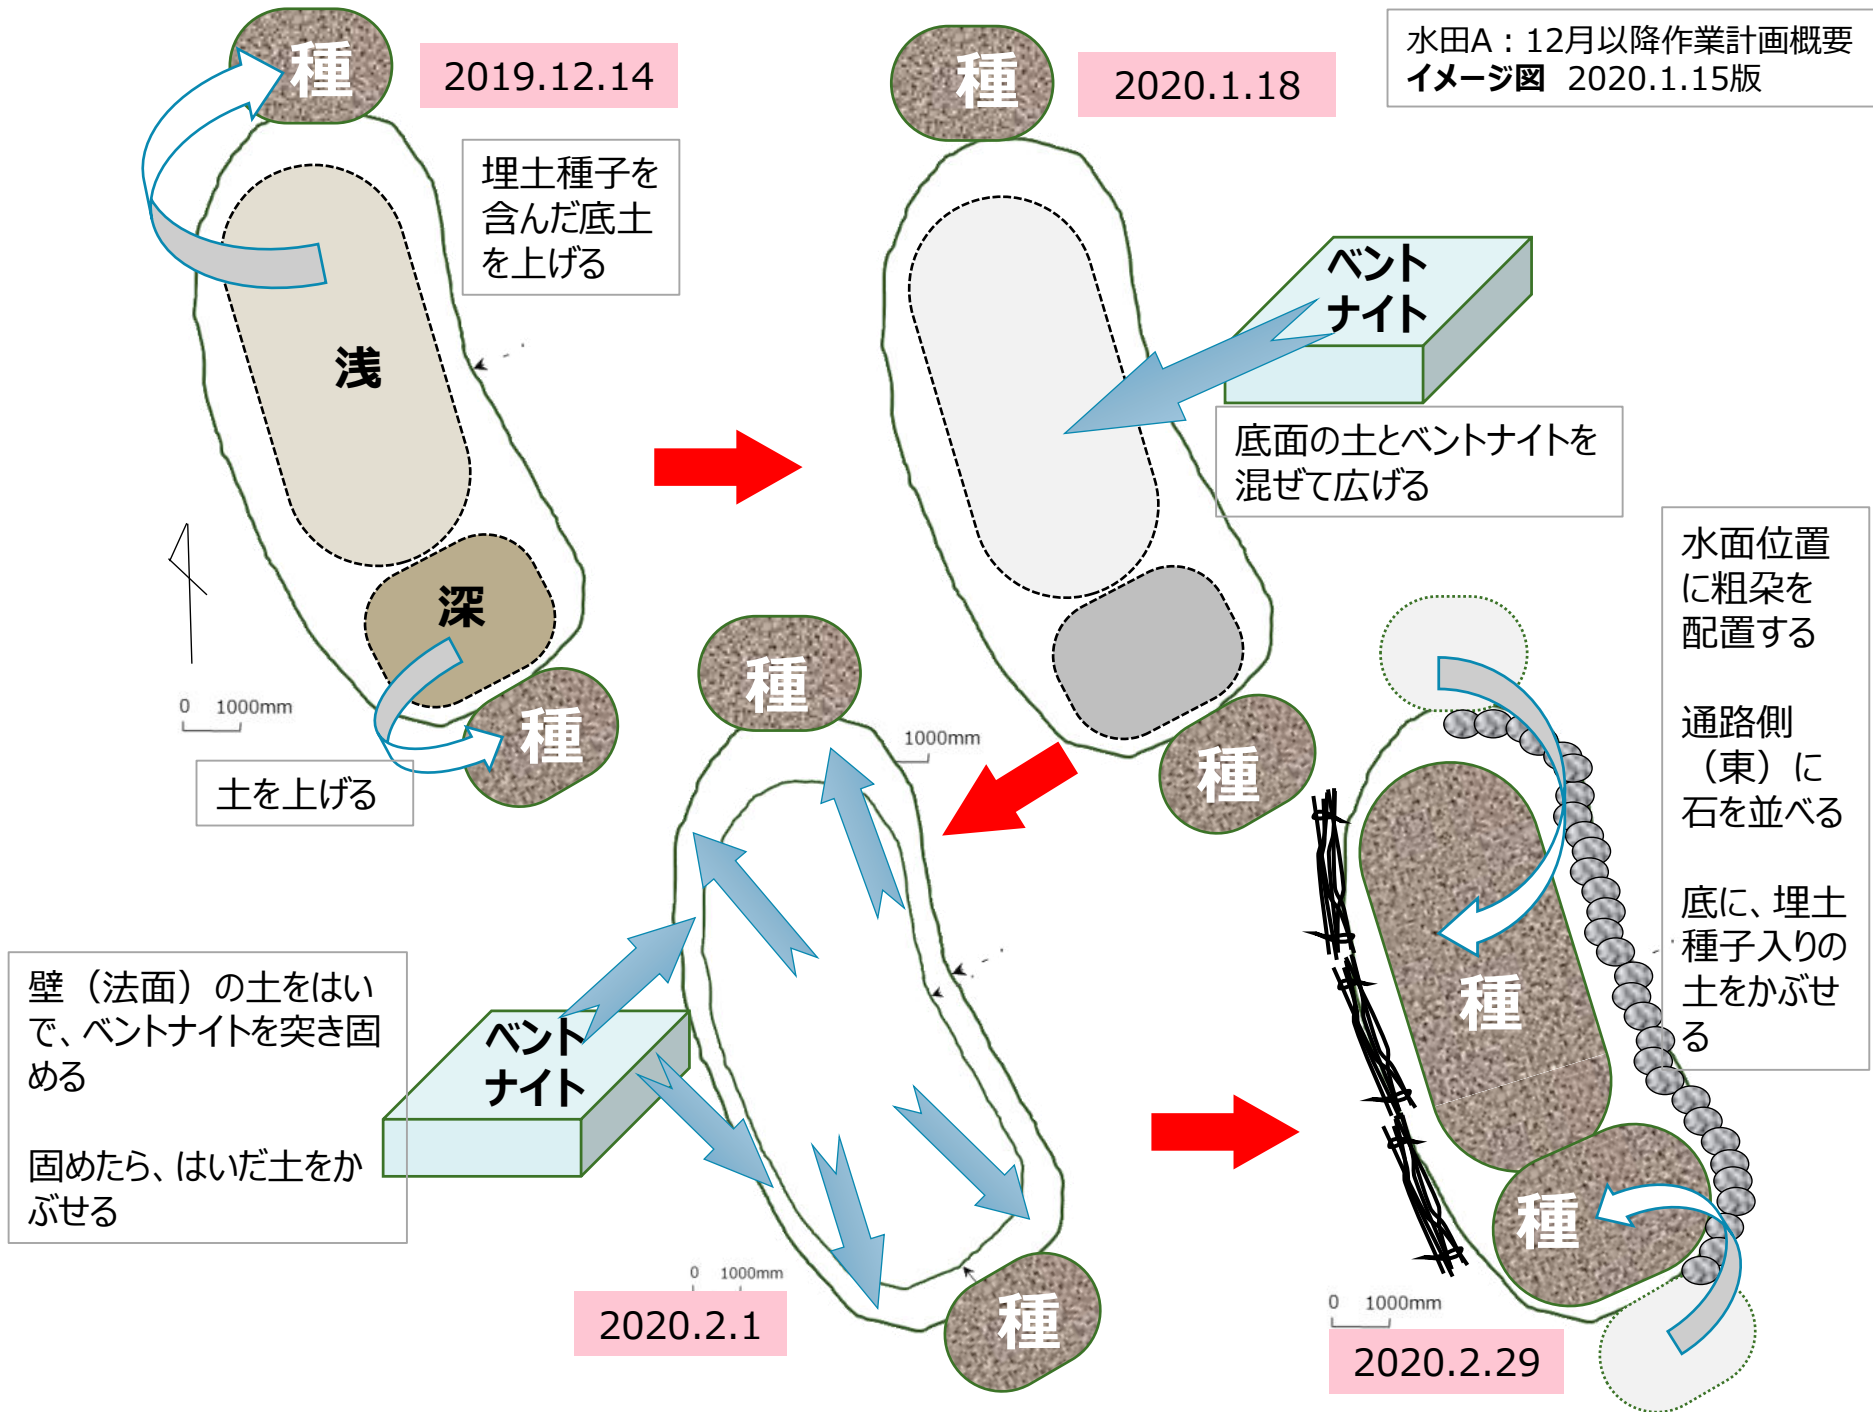 水田A：12月以降作業計画概要
イメージ図 2020.1.15版
2019.12.14
種
埋土種子を
含んだ底土
を上げる
浅
深
種
土を上げる
0 1000mm
2020.1.18
種
ベント
ナイト
底面の土とベントナイトを
混ぜて広げる
種
1000mm
種
壁（法面）の土をはい
で、ベントナイトを突き固
める
固めたら、はいだ土をか
ぶせる
ベント
ナイト
0 1000mm
種
2020.2.1
水面位置
に粗朶を
配置する
通路側
（東）に
石を並べる
底に、埋土
種子入りの
土をかぶせ
る
種
種
0 1000mm
2020.2.29